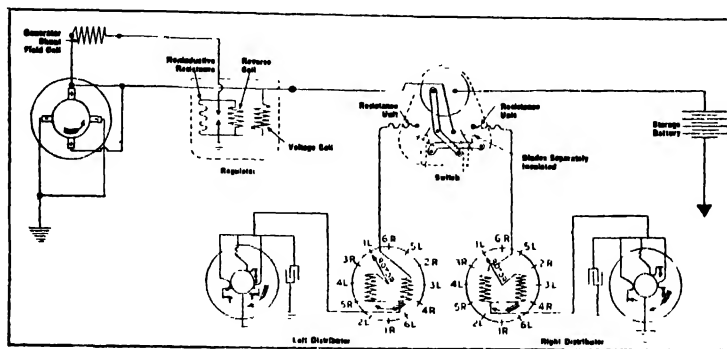 Generator
Shunt
Field Coil
Noninductive
Resistance
Reverse
Coil
Voltage Coil
Regulator
Resistance
Unit
Resistance
Unit
Blades Separately
Insulated
Switch
Storage
Battery
1L 6R 5L
3R 2R
4L 3L
5R 4R
2L 1R 6L
1L 6R 5L
3R 2R
4L 3L
5R 4R
2L 1R 6L
Left Distributor
Right Distributor